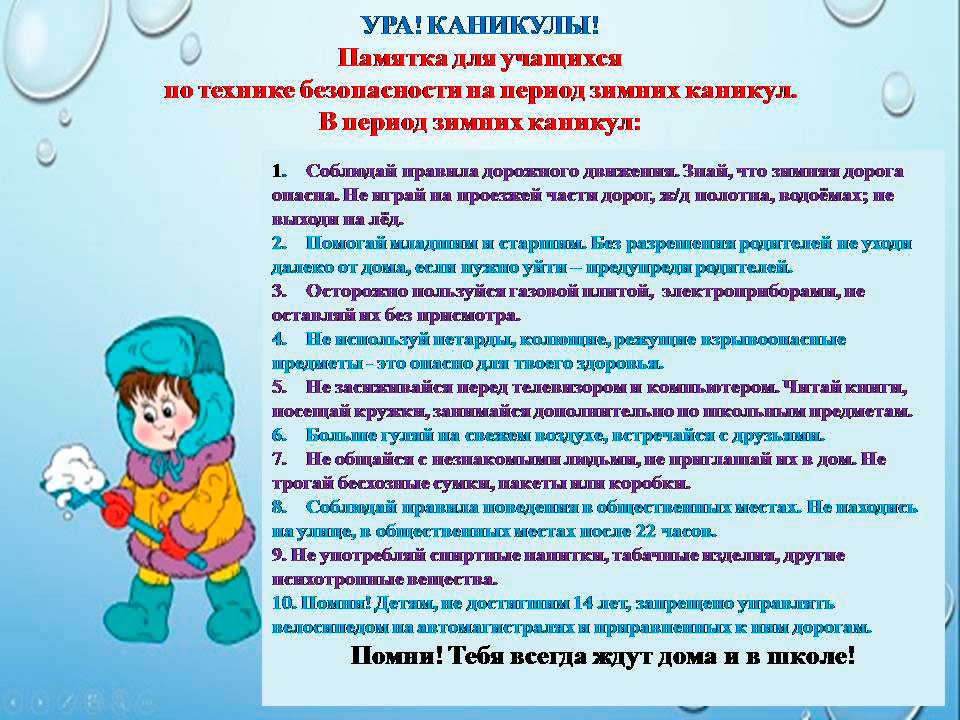 УРА! КАНИКУЛЫ!
Памятка для учащихся
по технике безопасности на период зимних каникул.
В период зимних каникул:
1. Соблюдай правила дорожного движения. Знай, что зимняя дорога
опасна. Не играй на проезжей части дорог, ж/д полотна, водоёмах; не
выходи на лёд.
2. Помогай младшим и старшим. Без разрешения родителей не уходи
далеко от дома, если нужно уйти – предупреди родителей.
3. Осторожно пользуйся газовой плитой, электроприборами, не
оставляй их без присмотра.
4. Не используй петарды, колющие, режущие взрывоопасные
предметы - это опасно для твоего здоровья.
5. Не засиживайся перед телевизором и компьютером. Читай книги,
посещай кружки, занимайся дополнительно по школьным предметам.
6. Больше гуляй на свежем воздухе, встречайся с друзьями.
7. Не общайся с незнакомыми людьми, не приглашай их в дом. Не
трогай бесхозные сумки, пакеты или коробки.
8. Соблюдай правила поведения в общественных местах. Не находись
на улице, в общественных местах после 22 часов.
9. Не употребляй спиртные напитки, табачные изделия, другие
психотропные вещества.
10. Помни! Детям, не достигшим 14 лет, запрещено управлять
велосипедом на автомагистралях и приравненных к ним дорогам.
Помни! Тебя всегда ждут дома и в школе!